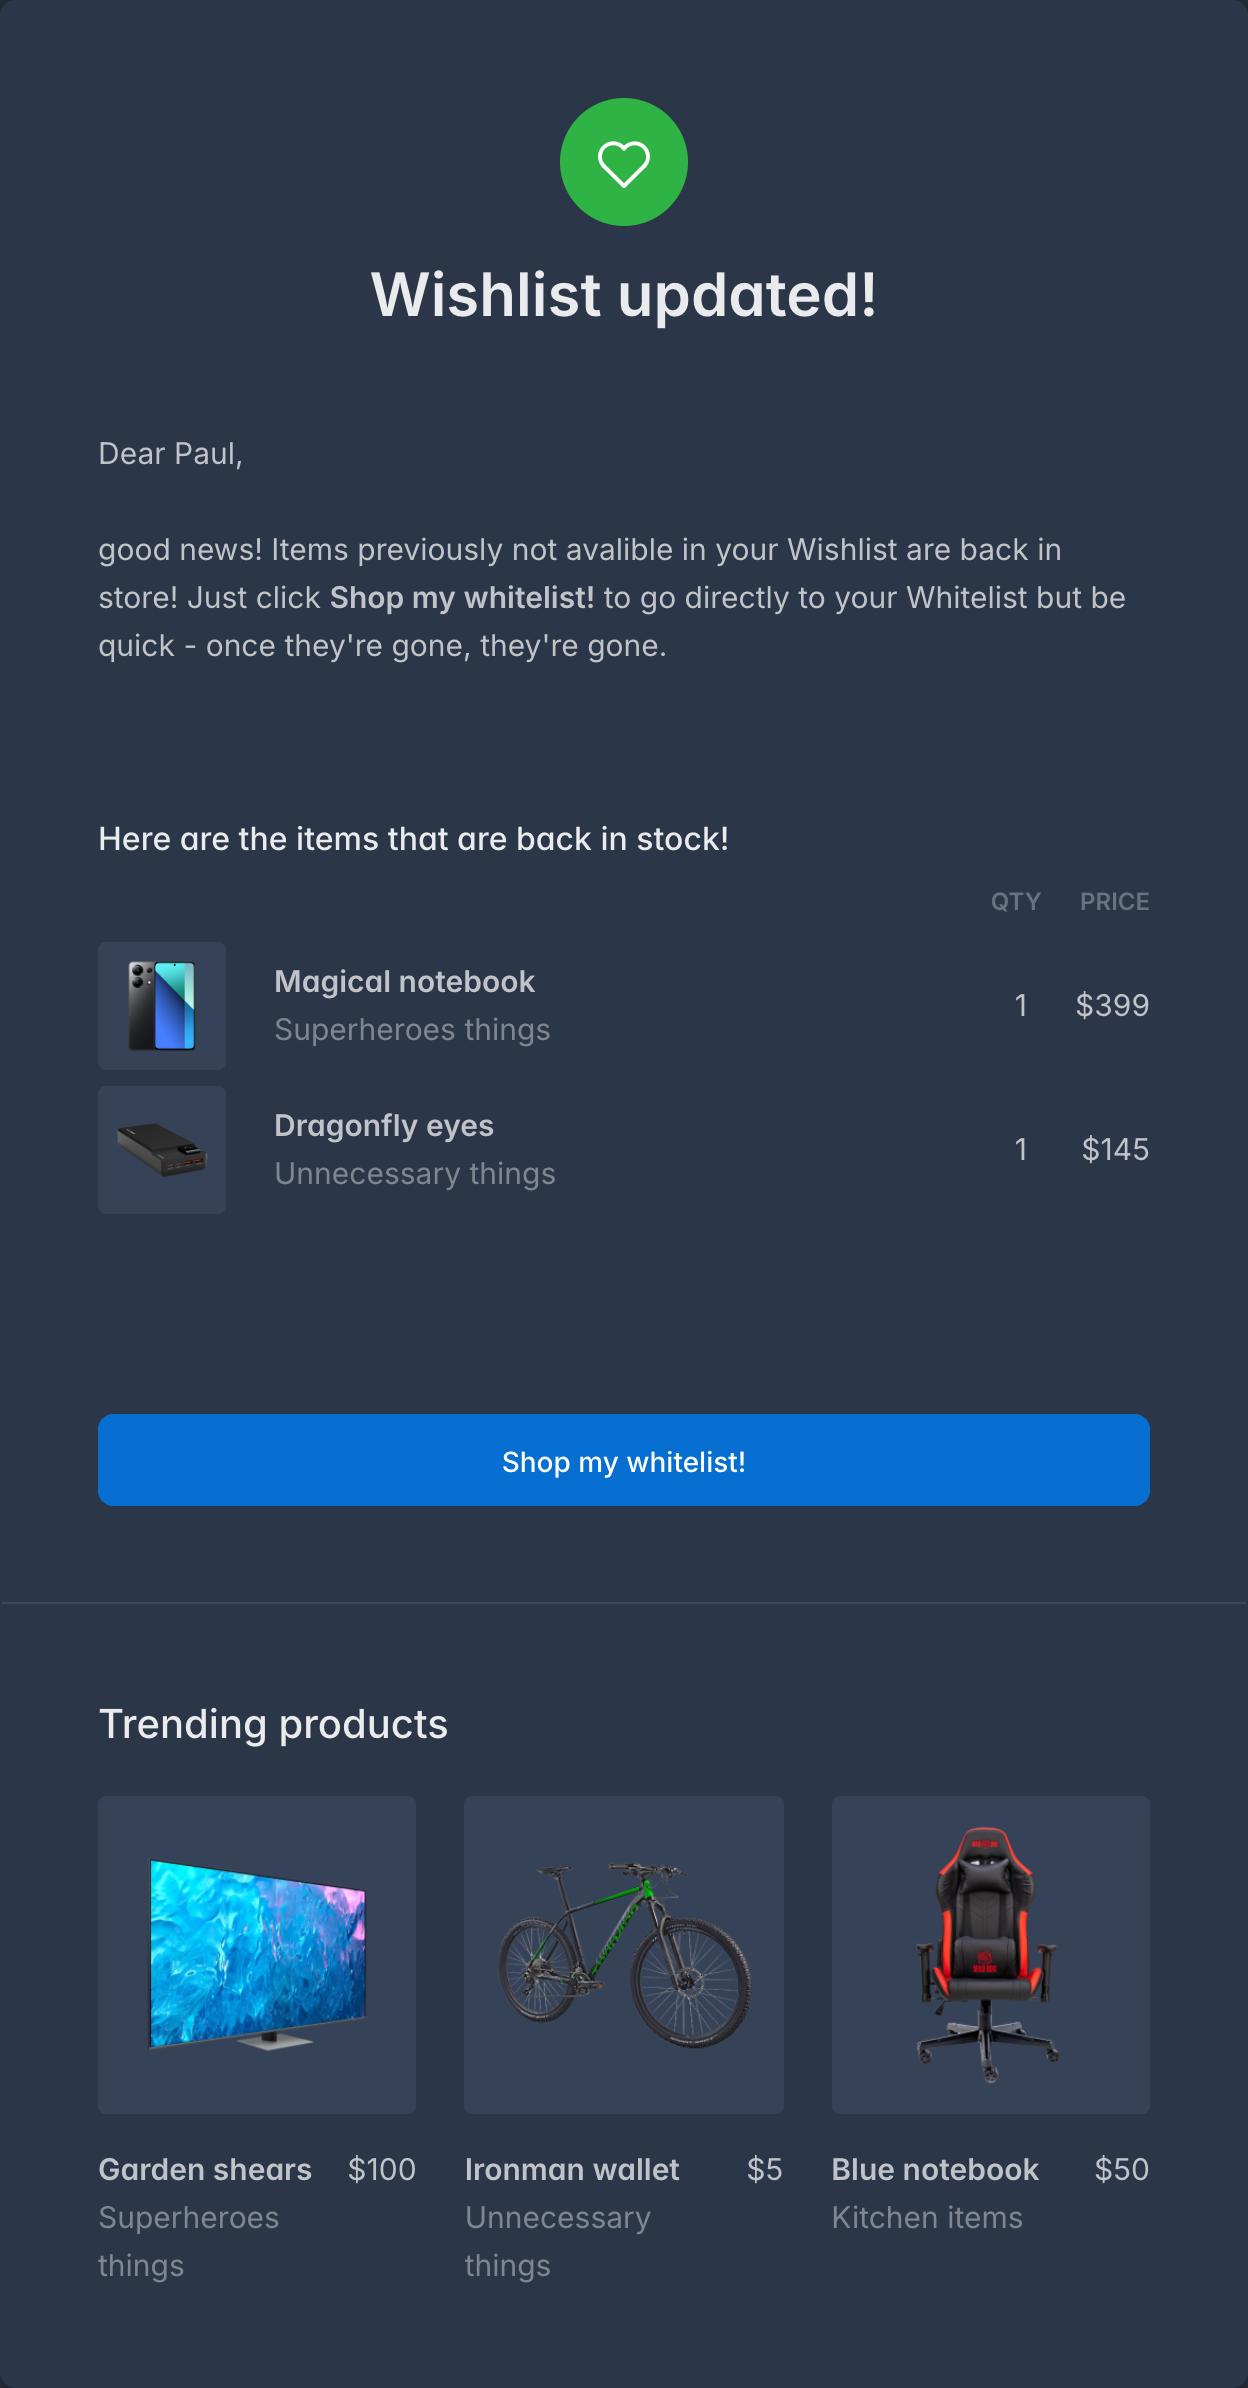 Wishlist updated!
Dear Paul,
good news! Items previously not avalible in your Wishlist are back in
store! Just click Shop my whitelist! to go directly to your Whitelist but be
quick - once they're gone, they're gone.
Here are the items that are back in stock!
QTY PRICE
Magical notebook
Superheroes things
1 $399
Dragonfly eyes
Unnecessary things
1 $145
Shop my whitelist!
Trending products
Garden shears $100
Superheroes
things
Ironman wallet $5
Unnecessary
things
Blue notebook $50
Kitchen items